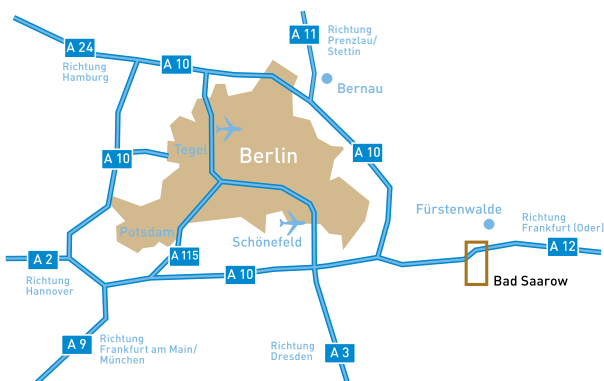 A 11
Richtung
Prenzlau/
Stettin
A 24
Richtung
Hamburg
A 10
Bernau
Tegel
Berlin
A 10
A 10
Potsdam
Schönefeld
Fürstenwalde
Richtung
Frankfurt (Oder)
A 12
A 2
Richtung
Hannover
A 115
A 10
Bad Saarow
A 9
Richtung
Frankfurt am Main/
München
Richtung
Dresden
A 3